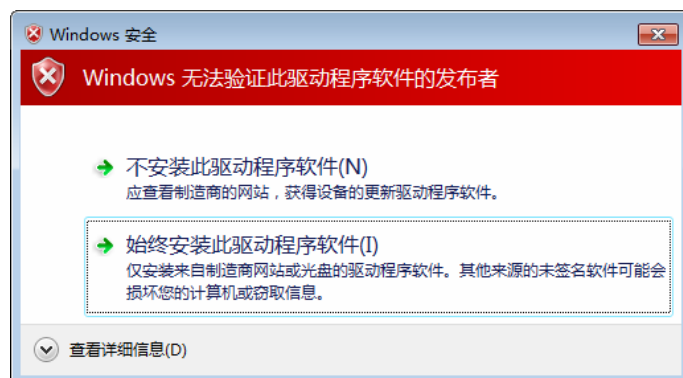 Windows 安全
Windows 无法验证此驱动程序软件的发布者
不安装此驱动程序软件(N)
应查看制造商的网站，获得设备的更新驱动程序软件。
始终安装此驱动程序软件(I)
仅安装来自制造商网站或光盘的驱动程序软件。其他来源的未签名软件可能会
损坏您的计算机或窃取信息。
查看详细信息(D)